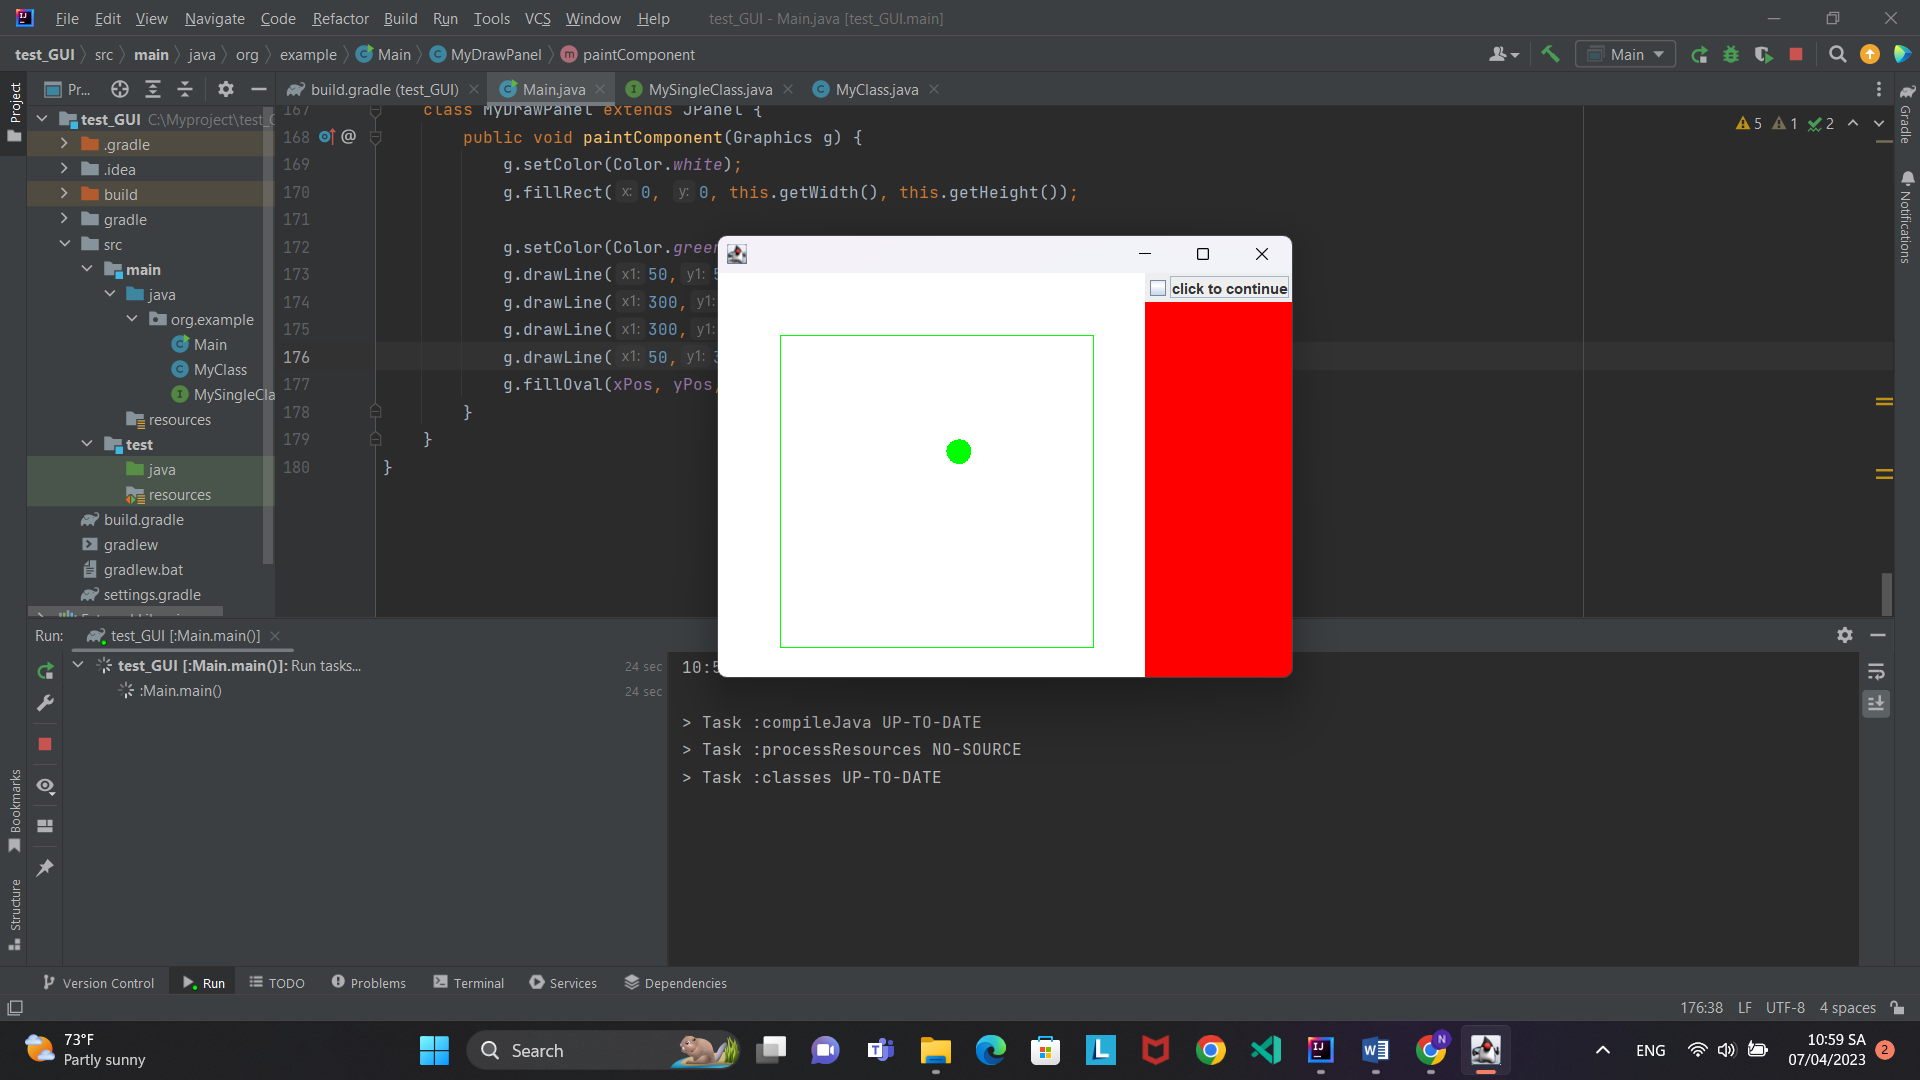 File Edit View Navigate Code Refactor Build Run Tools VCS Window Help test_GUI - Main.java [test_GUI.main]
test_GUI src main java org example Main MyDrawPanel paintComponent Main
Project Pr... build.gradle (test_GUI) Main.java MySingleClass.java MyClass.java
Gradle
Notifications
test_GUI C:\Myproject\test_
.gradle
.idea
build
gradle
src
main
java
org.example
Main
MyClass
MySingleCla
resources
test
java
resources
build.gradle
gradlew
gradlew.bat
settings.gradle
5 1 2
167 class MyDrawPanel extends JPanel {
168 @ public void paintComponent(Graphics g) {
169 g.setColor(Color.white);
170 g.fillRect( x: 0, y: 0, this.getWidth(), this.getHeight());
171
172 g.setColor(Color.green
173 g.drawLine( x1: 50, y1: 5
174 g.drawLine( x1: 300, y1:
175 g.drawLine( x1: 300, y1:
176 g.drawLine( x1: 50, y1: 3
177 g.fillOval(xPos, yPos,
178 }
179 }
180 }
click to continue
Run: test_GUI [:Main.main()]
test_GUI [:Main.main()]: Run tasks... 24 sec
:Main.main() 24 sec
10:5
> Task :compileJava UP-TO-DATE
> Task :processResources NO-SOURCE
> Task :classes UP-TO-DATE
Bookmarks
Structure
Version Control Run TODO Problems Terminal Services Dependencies
176:38 LF UTF-8 4 spaces
73°F
Partly sunny
Search
ENG
10:59 SA
07/04/2023
2